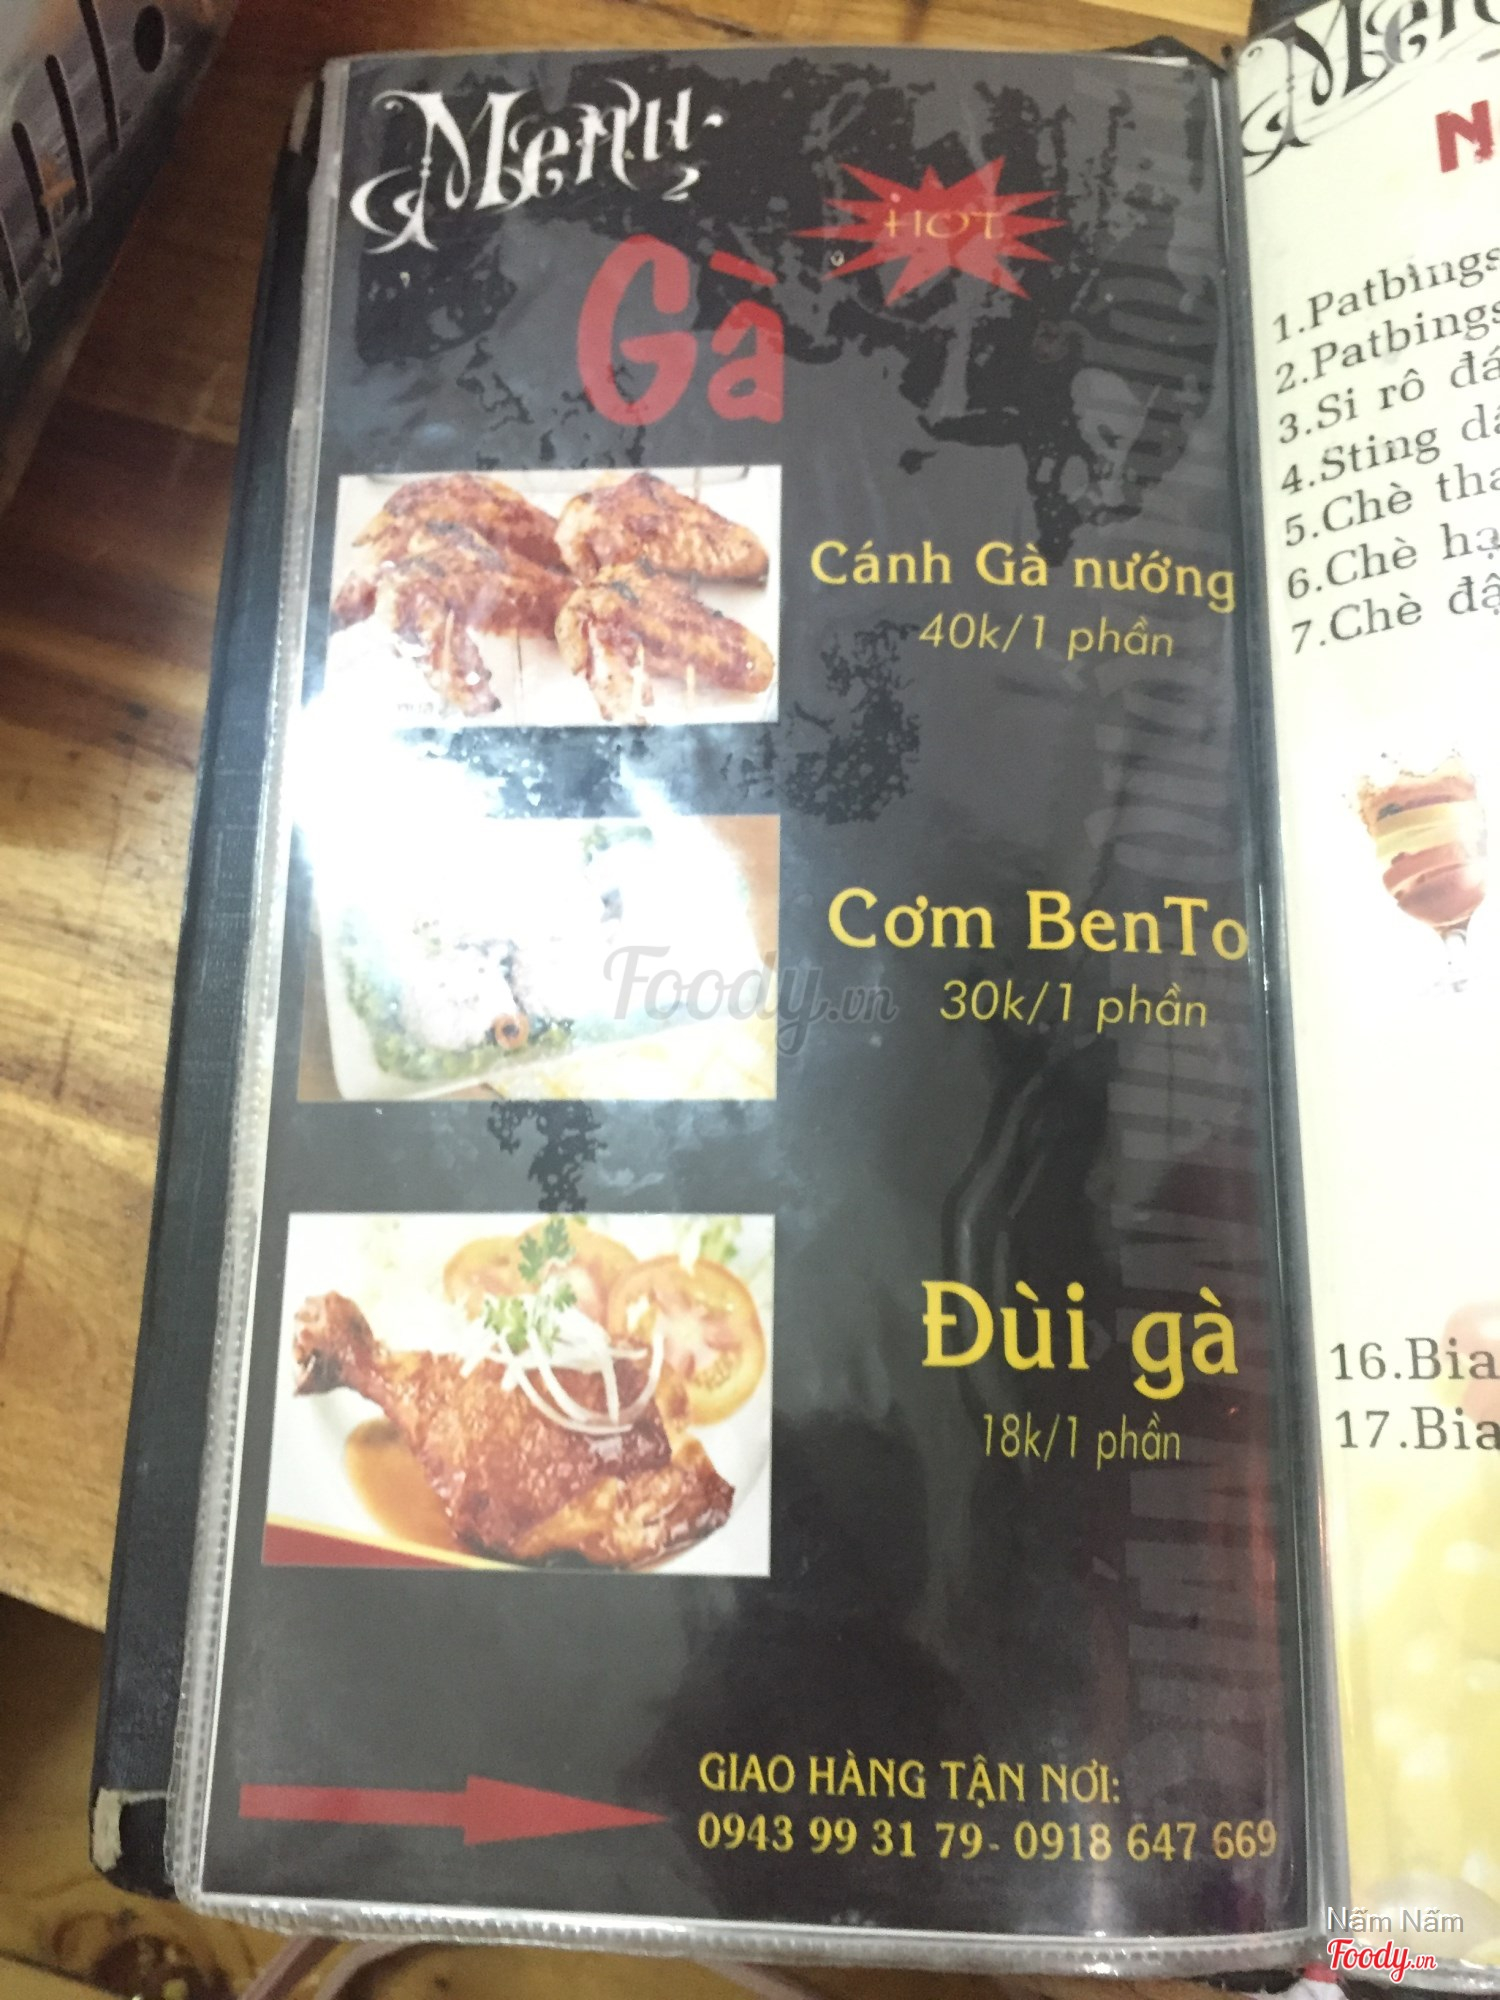 Menu
HOT
Gà
Cánh Gà nướng
40k/1 phần
Cơm BenTo
30k/1 phần
Đùi gà
18k/1 phần
GIAO HÀNG TẬN NƠI:
0943 99 31 79- 0918 647 669
Foody.vn
1.Patbings
2.Patbings
3.Si rô đá
4.Sting
5.Chè
6.Chè
7.Chè
16.Bia
17.Bia
Nấm Nấm
Foody.vn